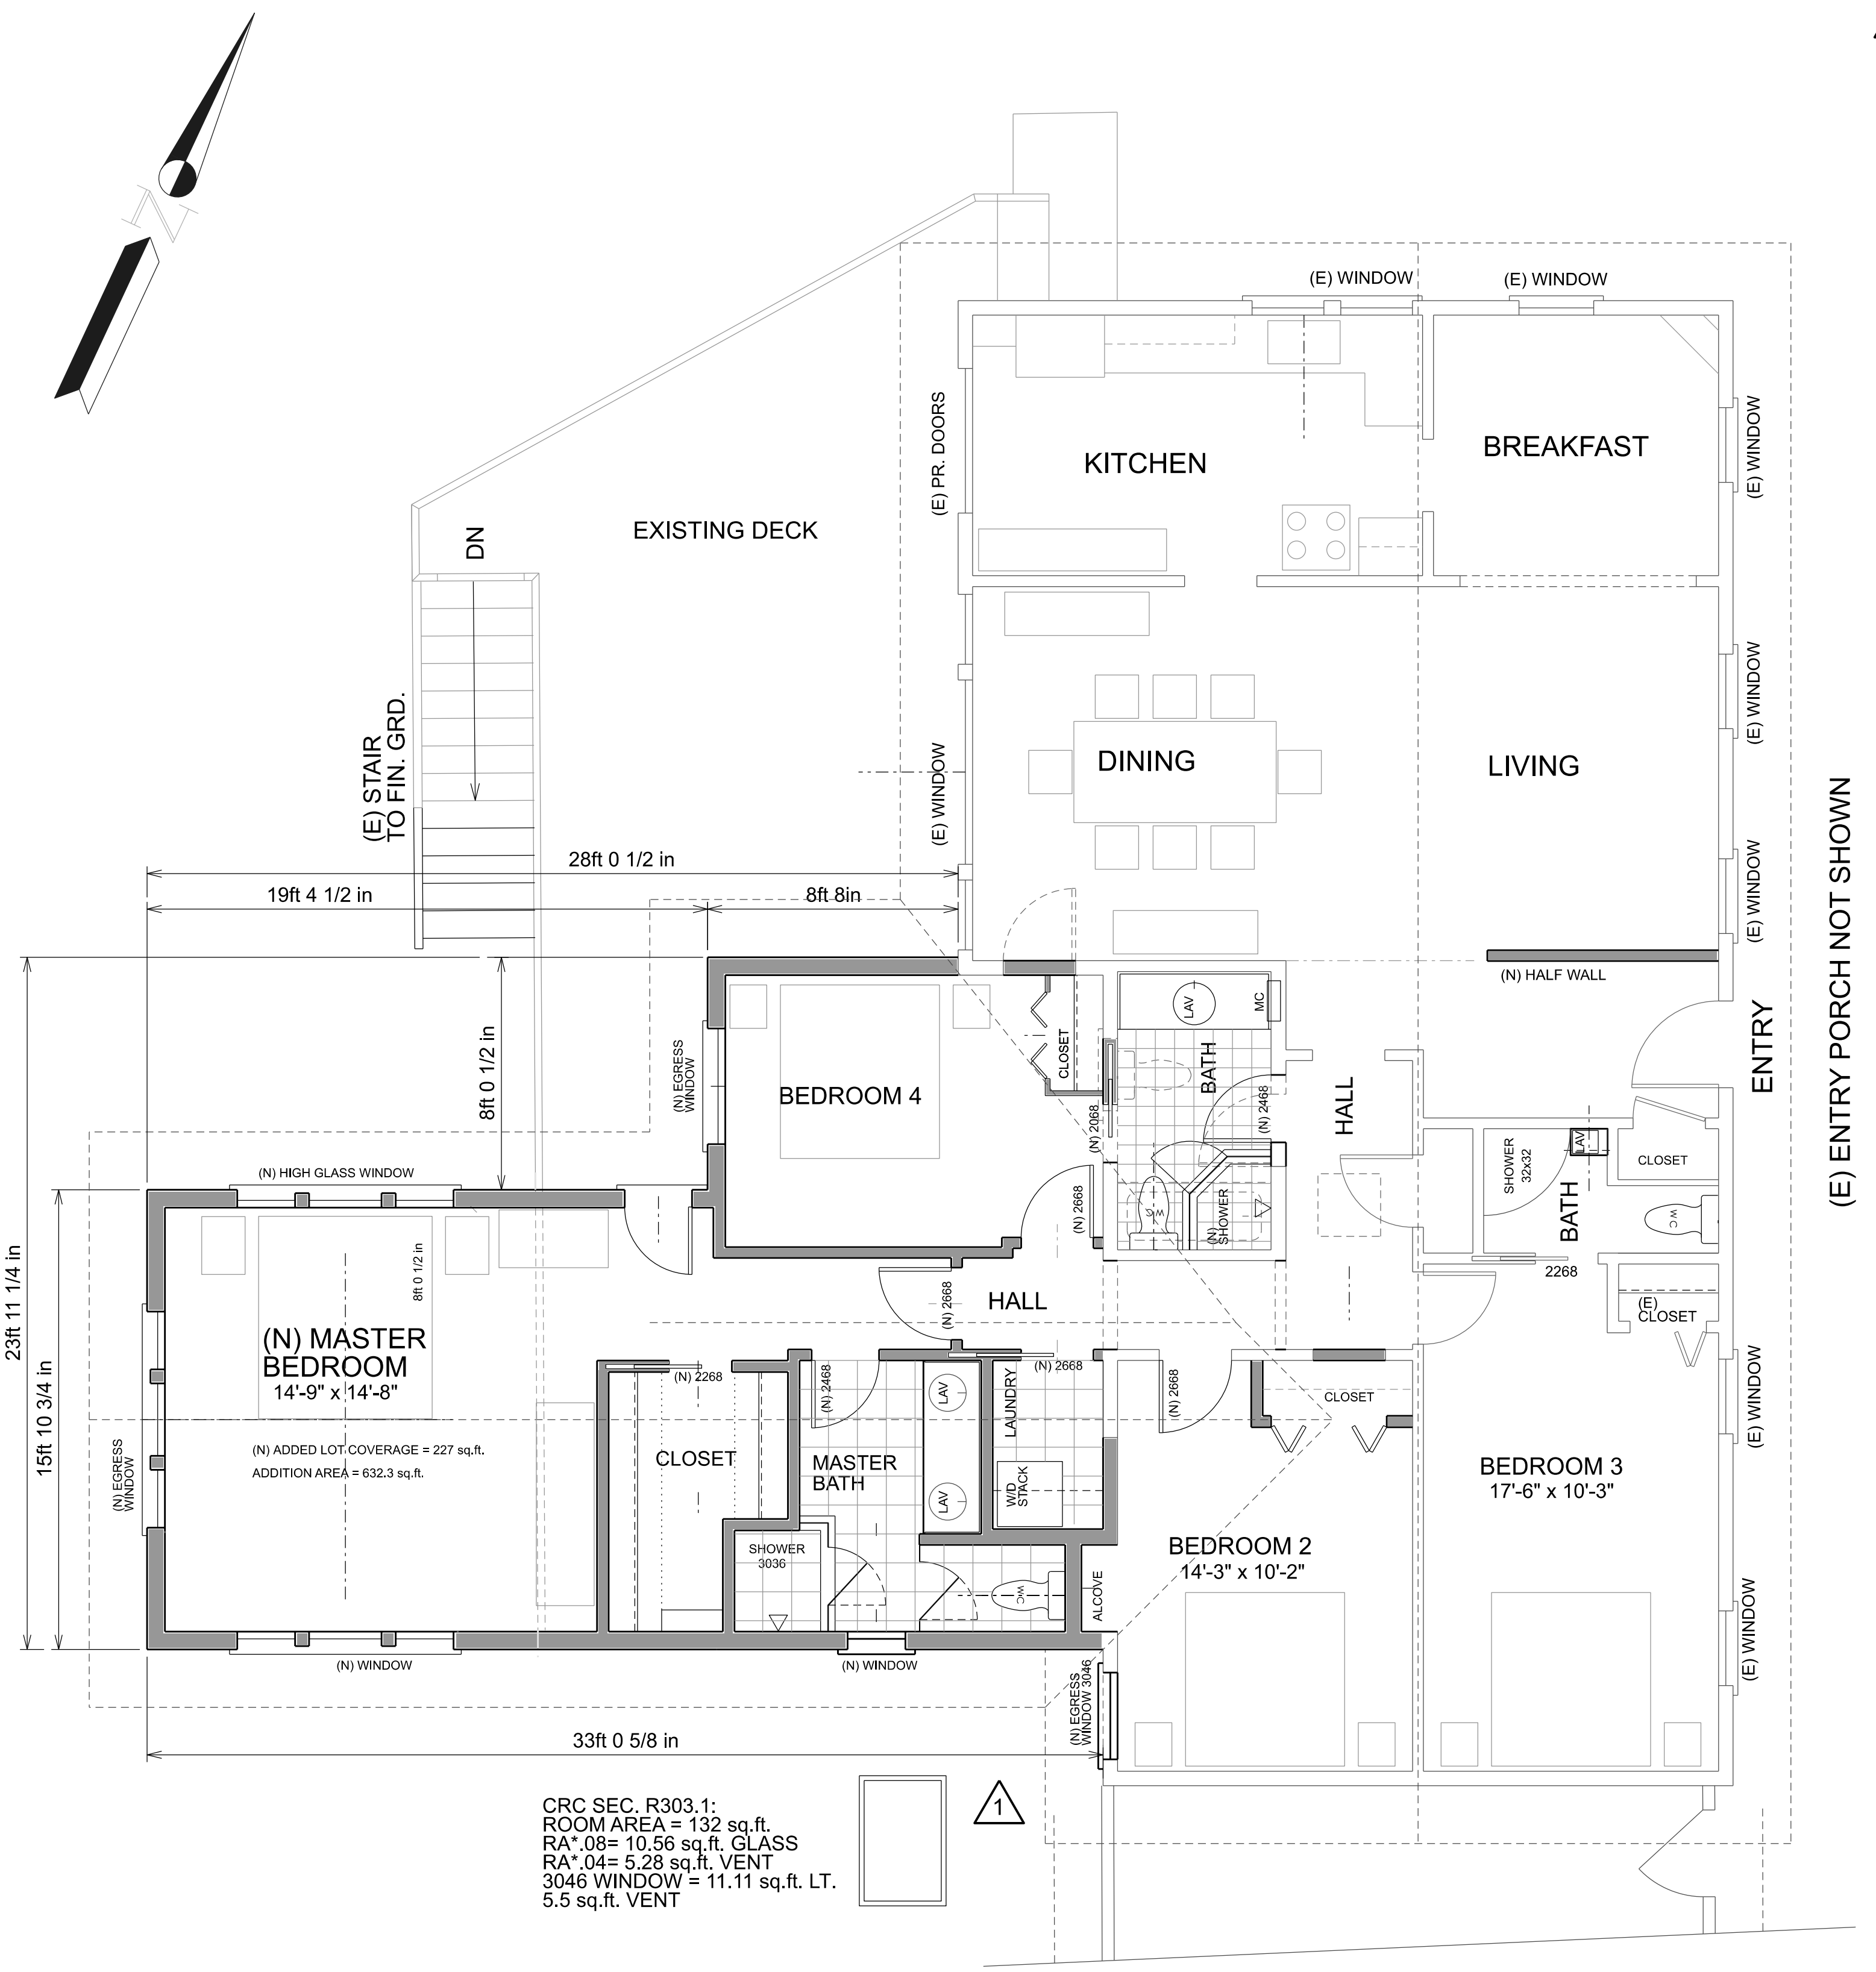 N
(E) WINDOW
(E) WINDOW
(E) PR. DOORS
KITCHEN
BREAKFAST
(E) WINDOW
DN
EXISTING DECK
(E) STAIR
TO FIN. GRD.
(E) WINDOW
DINING
LIVING
(E) WINDOW
(E) WINDOW
28ft 0 1/2 in
19ft 4 1/2 in
8ft 8in
(N) HALF WALL
ENTRY
(E) ENTRY PORCH NOT SHOWN
23ft 11 1/4 in
15ft 10 3/4 in
8ft 0 1/2 in
(N) EGRESS
WINDOW
BEDROOM 4
CLOSET
LAV
MC
BATH
(N) 2068
(N) 2468
HALL
SHOWER
32x32
LAV
CLOSET
BATH
WC
2268
(E)
CLOSET
(N) HIGH GLASS WINDOW
(N) 2668
WC
(N)
SHOWER
8ft 0 1/2 in
(N) MASTER
BEDROOM
14'-9" x 14'-8"
(N) ADDED LOT COVERAGE = 227 sq.ft.
ADDITION AREA = 632.3 sq.ft.
(N) EGRESS
WINDOW
(N) 2668
HALL
(N) 2268
(N) 2468
LAV
LAUNDRY
(N) 2668
(N) 2668
CLOSET
(E) WINDOW
CLOSET
MASTER
BATH
LAV
W/D
STACK
BEDROOM 3
17'-6" x 10'-3"
BEDROOM 2
14'-3" x 10'-2"
SHOWER
3036
WC
ALCOVE
(E) WINDOW
(N) WINDOW
(N) WINDOW
(N) EGRESS
WINDOW 3046
33ft 0 5/8 in
CRC SEC. R303.1:
ROOM AREA = 132 sq.ft.
RA*.08= 10.56 sq.ft. GLASS
RA*.04= 5.28 sq.ft. VENT
3046 WINDOW = 11.11 sq.ft. LT.
5.5 sq.ft. VENT
1